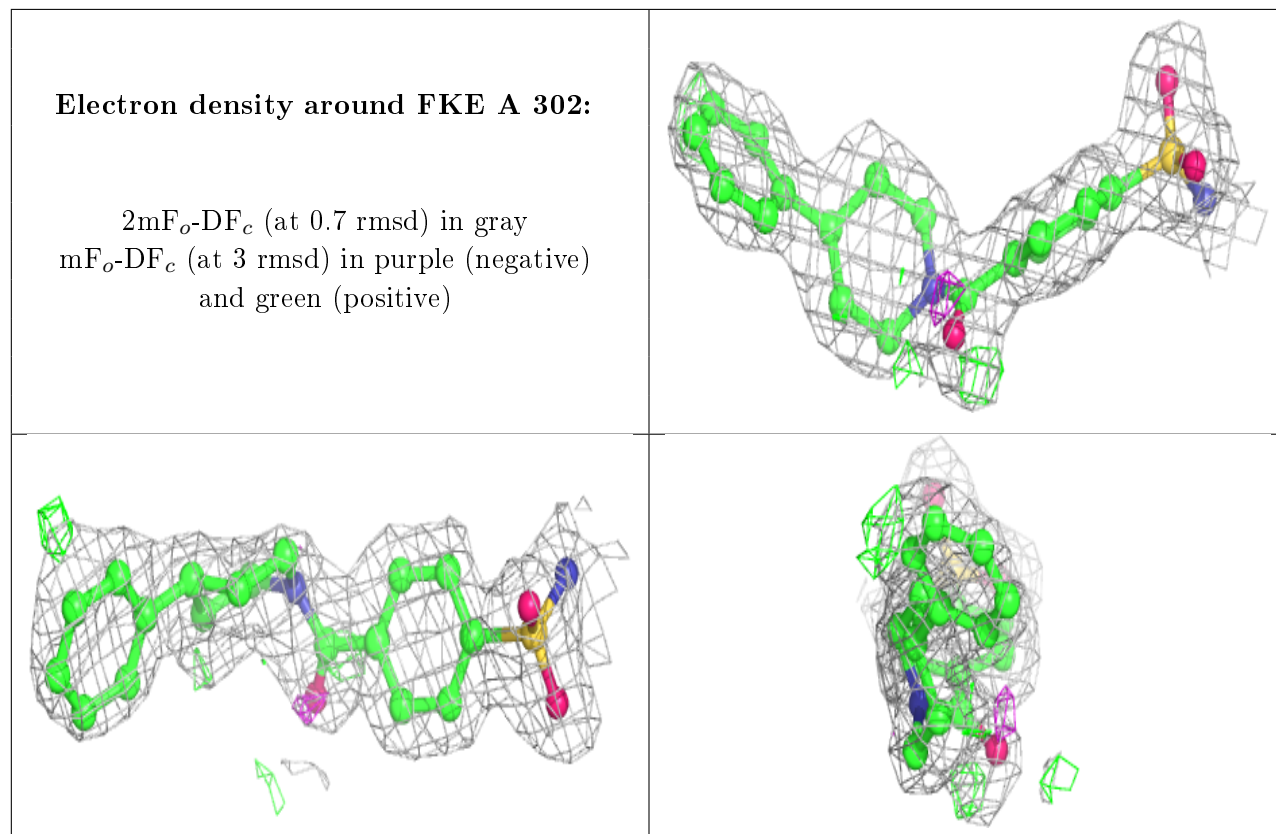 Electron density around FKE A 302:
2mFo-DFc (at 0.7 rmsd) in gray
mFo-DFc (at 3 rmsd) in purple (negative)
and green (positive)